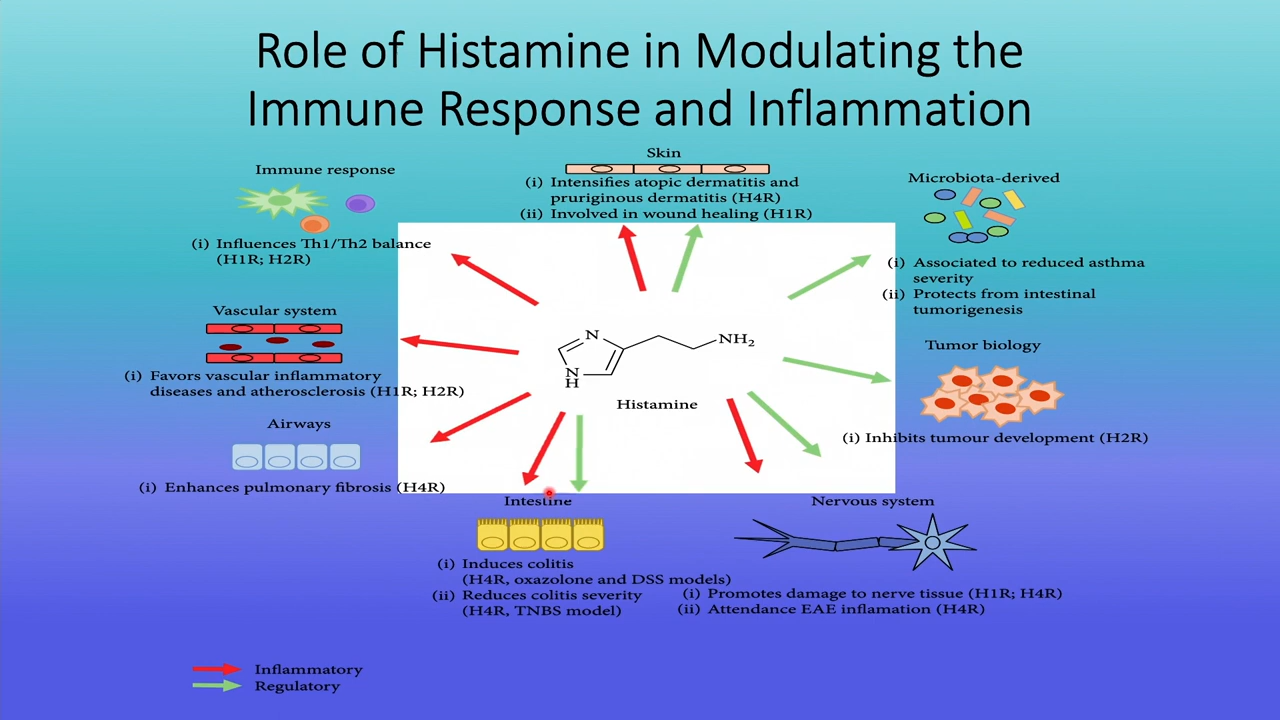 Role of Histamine in Modulating the
Immune Response and Inflammation
Immune response
(i) Influences Th1/Th2 balance
(H1R; H2R)
Skin
(i) Intensifies atopic dermatitis and
pruriginous dermatitis (H4R)
(ii) Involved in wound healing (H1R)
Microbiota-derived
(i) Associated to reduced asthma
severity
(ii) Protects from intestinal
tumorigenesis
Vascular system
(i) Favors vascular inflammatory
diseases and atherosclerosis (H1R; H2R)
N
NH2
N
H
Histamine
Tumor biology
(i) Inhibits tumour development (H2R)
Airways
(i) Enhances pulmonary fibrosis (H4R)
Intestine
(i) Induces colitis
(H4R, oxazolone and DSS models)
(ii) Reduces colitis severity
(H4R, TNBS model)
Nervous system
(i) Promotes damage to nerve tissue (H1R; H4R)
(ii) Attendance EAE inflamation (H4R)
Inflammatory
Regulatory